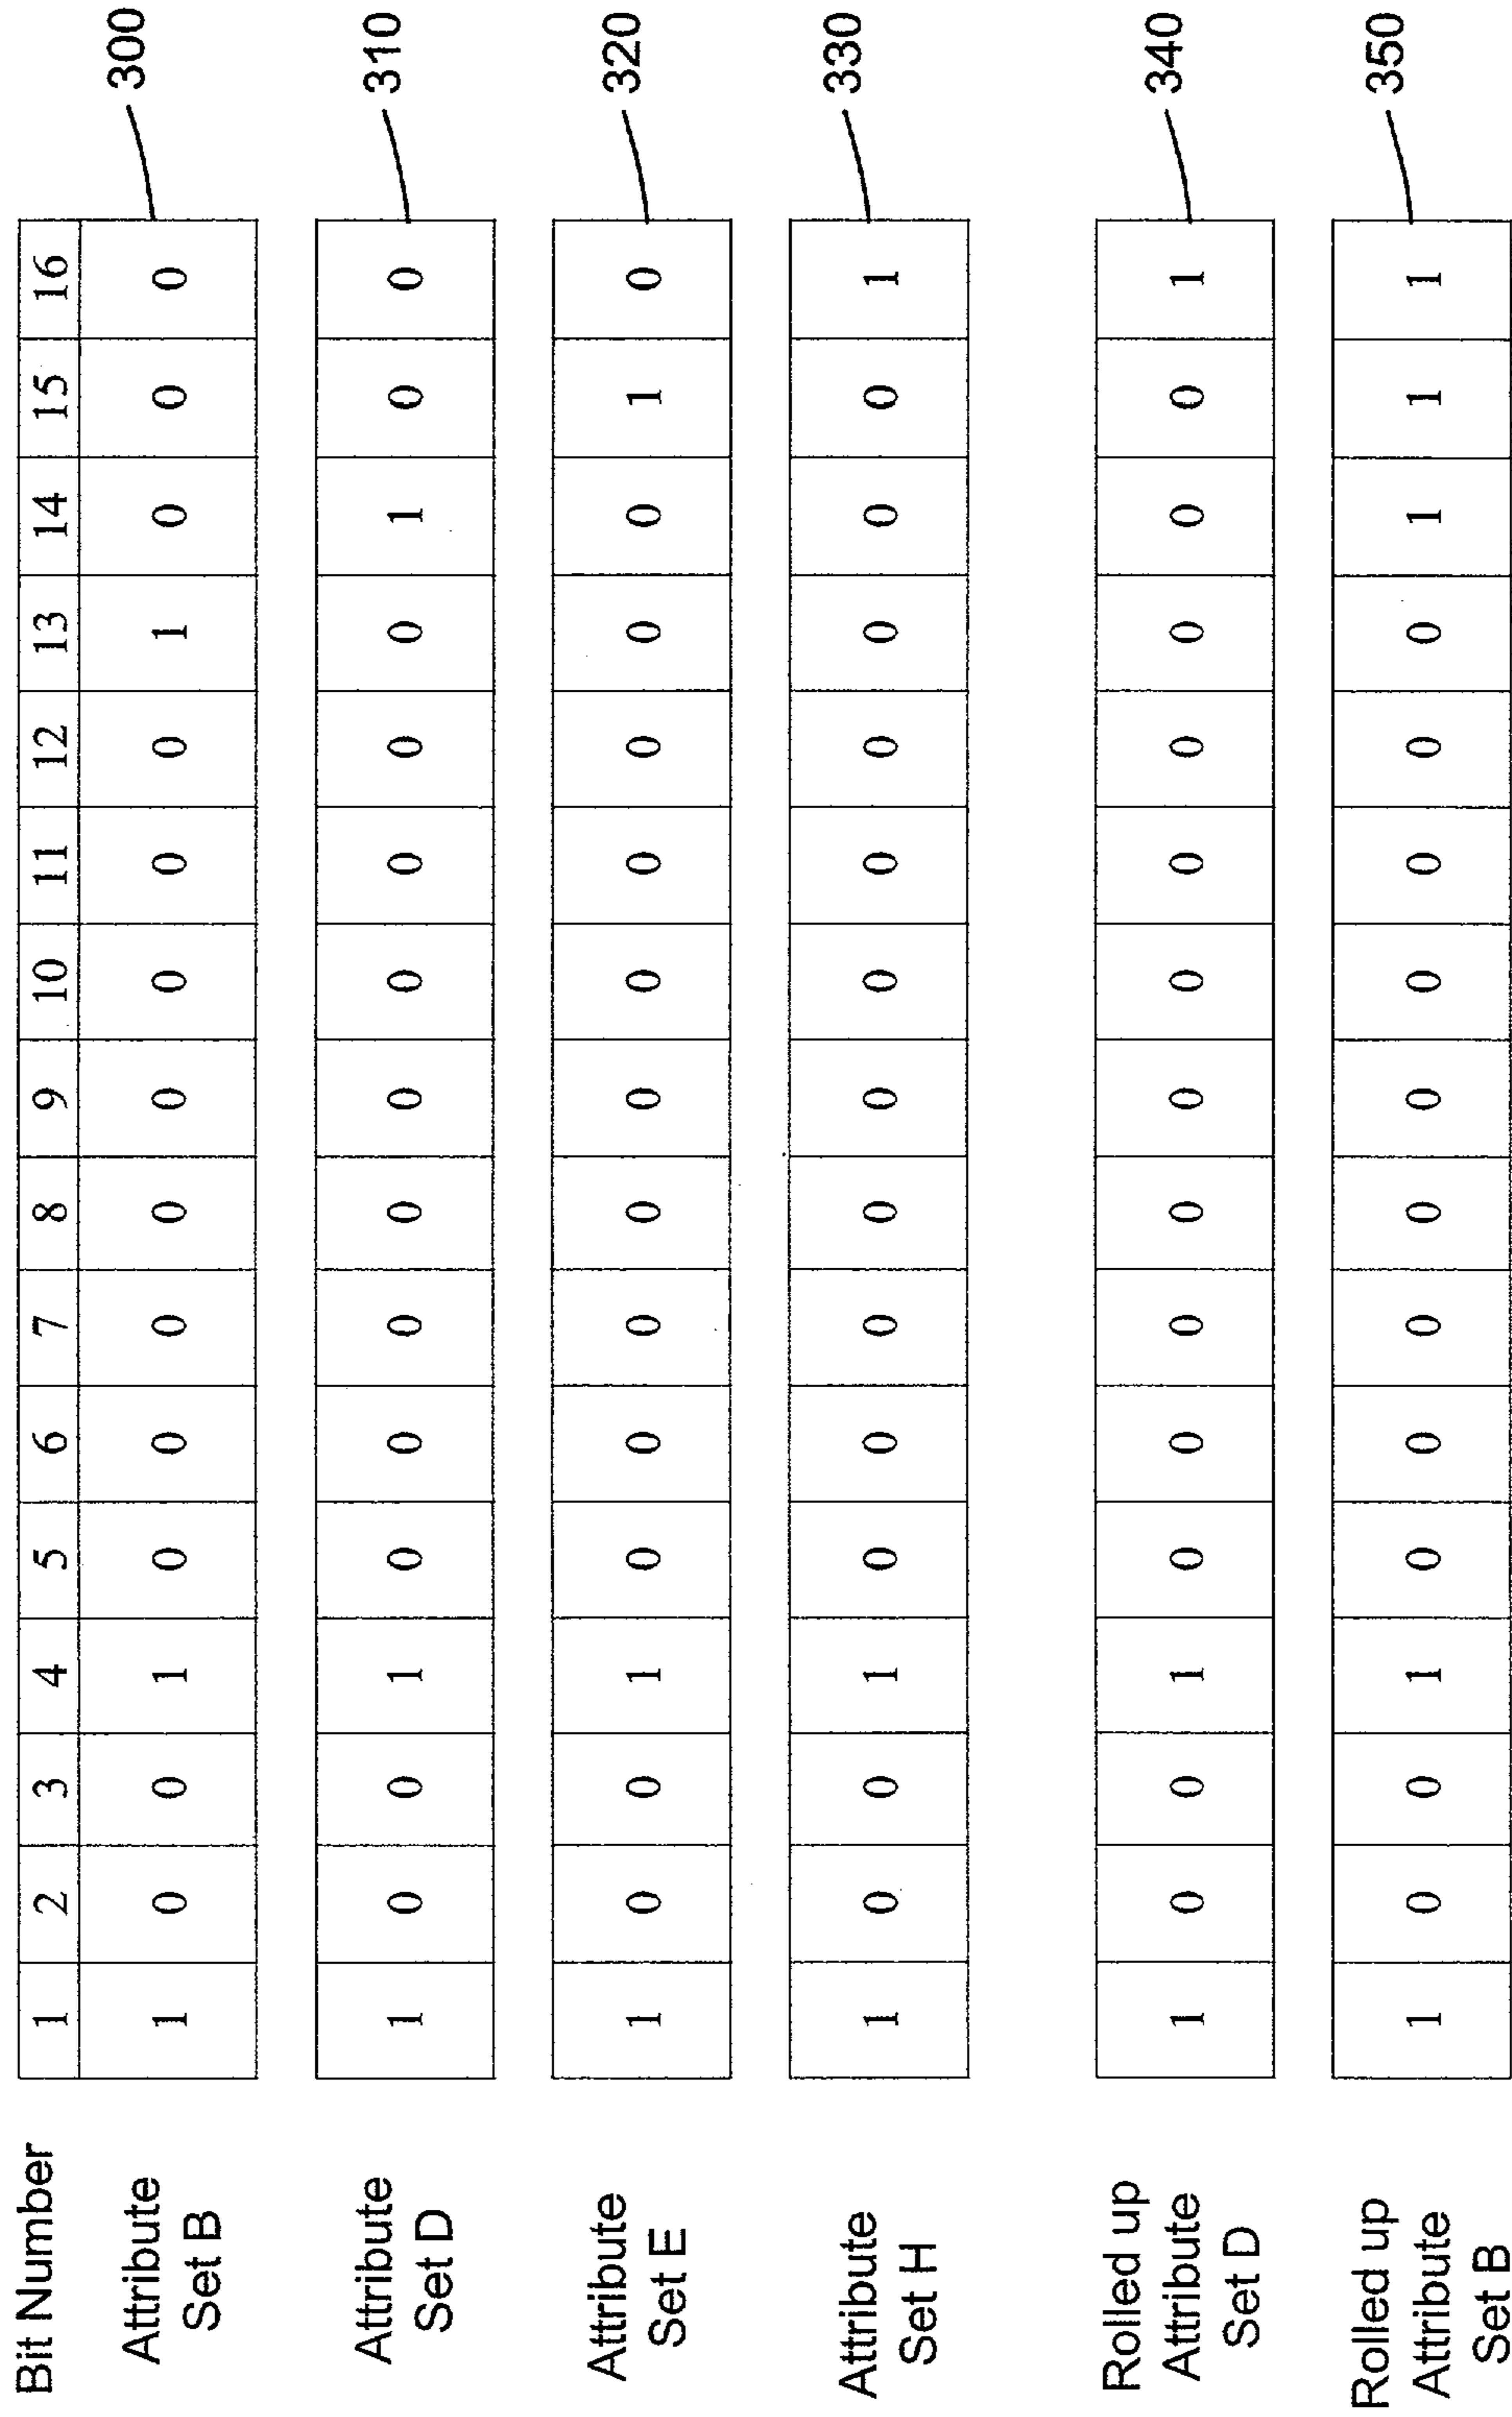 Bit Number 1 2 3 4 5 6 7 8 9 10 11 12 13 14 15 16
Attribute
Set B
1 0 0 1 0 0 0 0 0 0 0 0 1 0 0 0
300
Attribute
Set D
1 0 0 1 0 0 0 0 0 0 0 0 0 1 0 0
310
Attribute
Set E
1 0 0 1 0 0 0 0 0 0 0 0 0 0 1 0
320
Attribute
Set H
1 0 0 1 0 0 0 0 0 0 0 0 0 0 0 1
330
Rolled up
Attribute
Set D
1 0 0 1 0 0 0 0 0 0 0 0 0 0 0 1
340
Rolled up
Attribute
Set B
1 0 0 1 0 0 0 0 0 0 0 0 0 1 1 1
350